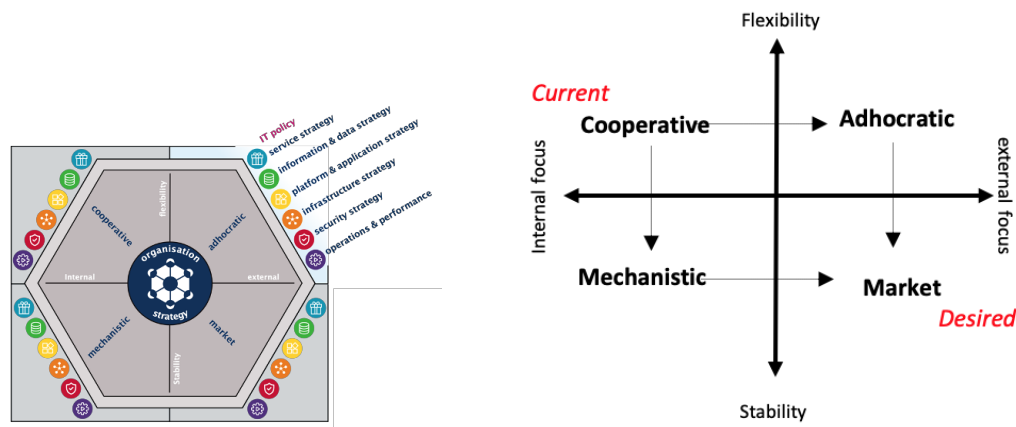 IT policy
service strategy
information & data strategy
platform & application strategy
infrastructure strategy
security strategy
operations & performance
flexibility
cooperative
adhocratic
organisation
Internal
external
strategy
mechanistic
market
Stability
Flexibility
Current
Cooperative
Adhocratic
Internal focus
external focus
Mechanistic
Market
Desired
Stability